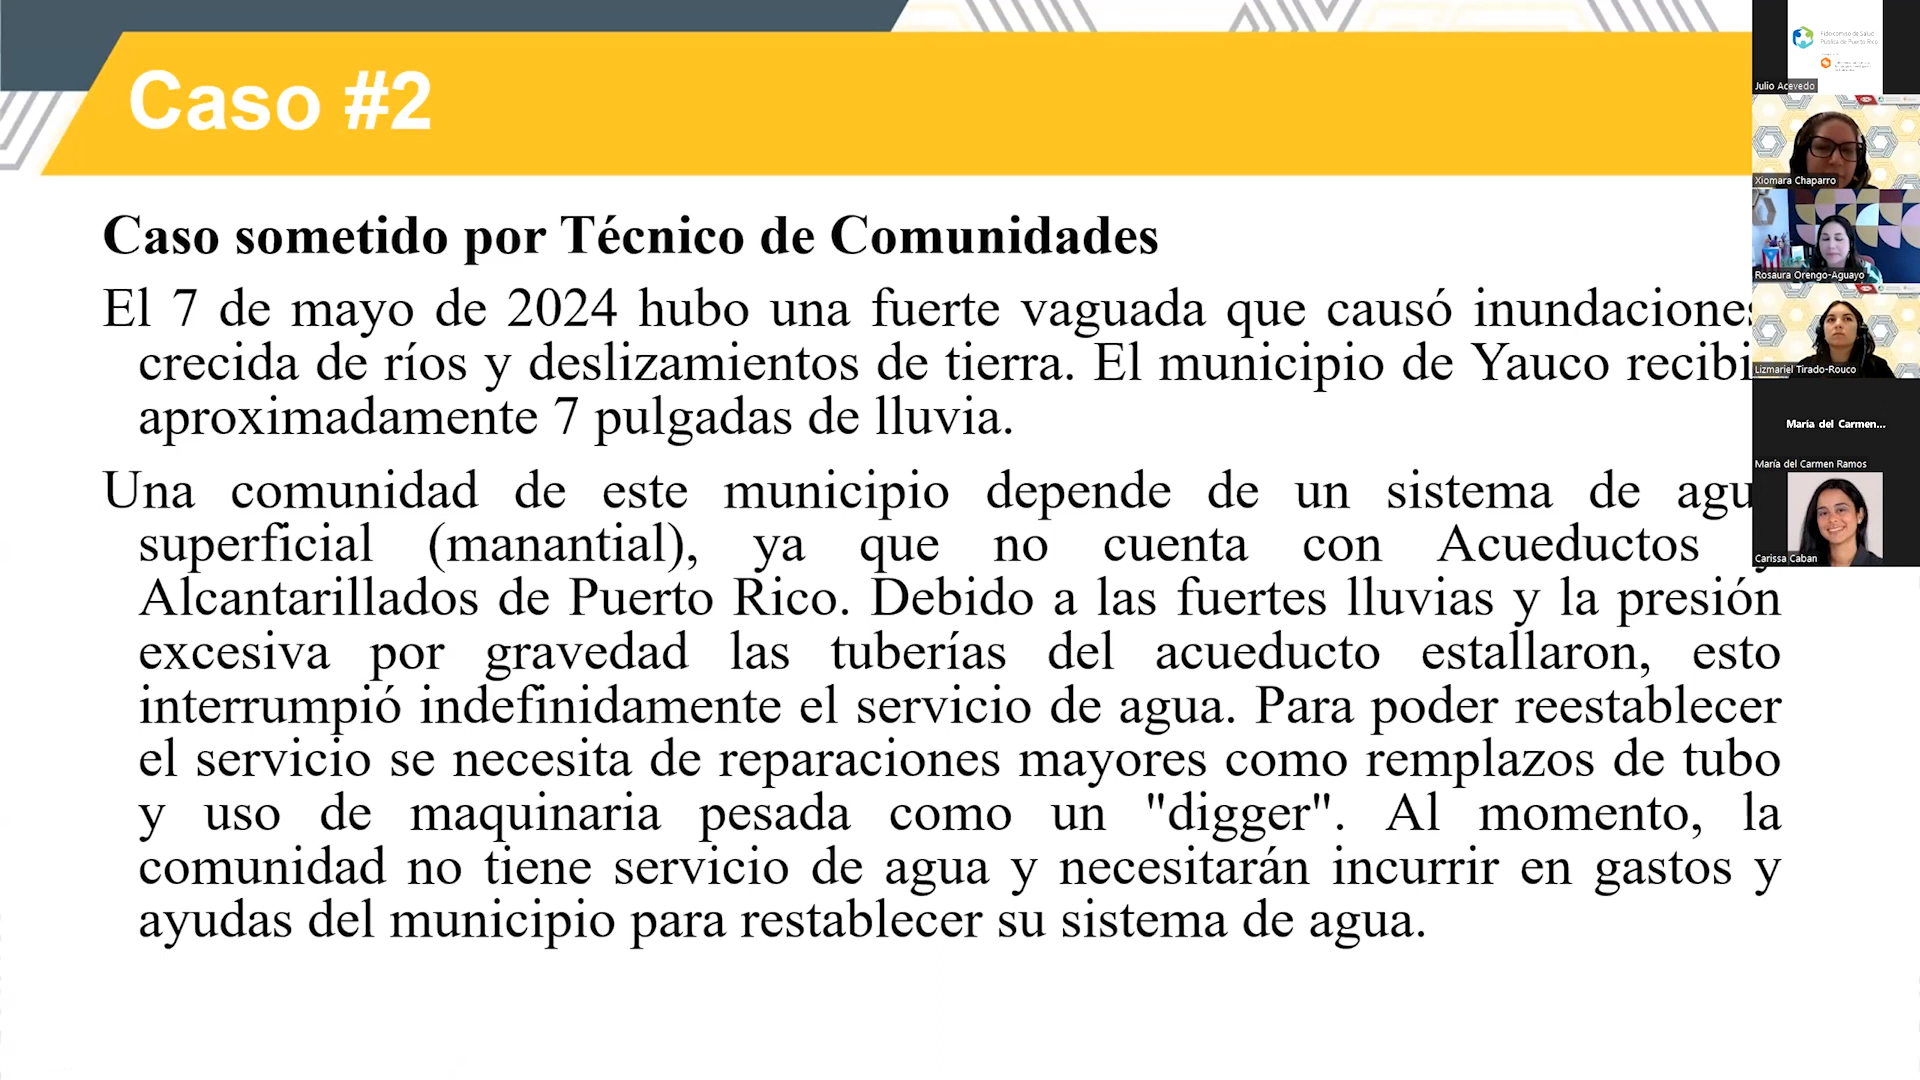 Caso #2
Caso sometido por Técnico de Comunidades
El 7 de mayo de 2024 hubo una fuerte vaguada que causó inundaciones
crecida de ríos y deslizamientos de tierra. El municipio de Yauco recibi
aproximadamente 7 pulgadas de lluvia.
Una comunidad de este municipio depende de un sistema de agu
superficial (manantial), ya que no cuenta con Acueductos y
Alcantarillados de Puerto Rico. Debido a las fuertes lluvias y la presión
excesiva por gravedad las tuberías del acueducto estallaron, esto
interrumpió indefinidamente el servicio de agua. Para poder reestablecer
el servicio se necesita de reparaciones mayores como remplazos de tubo
y uso de maquinaria pesada como un "digger". Al momento, la
comunidad no tiene servicio de agua y necesitarán incurrir en gastos y
ayudas del municipio para restablecer su sistema de agua.
Fideicomiso de Salud
Pública de Puerto Rico
Julio Acevedo
Xiomara Chaparro
Rosaura Orengo-Aguayo
Lizmariel Tirado-Rouco
María del Carmen...
María del Carmen Ramos
Carissa Caban